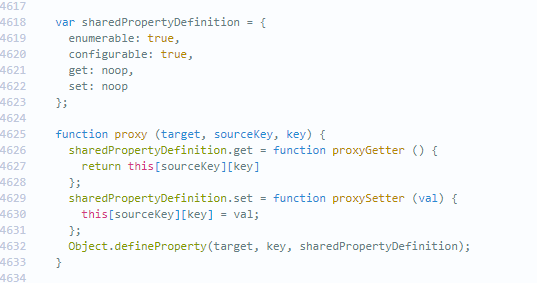 4617
4618 var sharedPropertyDefinition = {
4619 enumerable: true,
4620 configurable: true,
4621 get: noop,
4622 set: noop
4623 };
4624
4625 function proxy (target, sourceKey, key) {
4626 sharedPropertyDefinition.get = function proxyGetter () {
4627 return this[sourceKey][key]
4628 };
4629 sharedPropertyDefinition.set = function proxySetter (val) {
4630 this[sourceKey][key] = val;
4631 };
4632 Object.defineProperty(target, key, sharedPropertyDefinition);
4633 }
4634